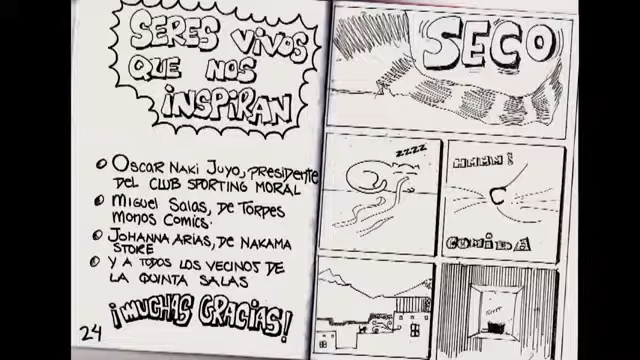 SERES VIVOS
QUE NOS
INSPIRAN
OSCAR NAKI JUYO, PRESIDENTE
DEL CLUB SPORTING MORAL
MIGUEL SALAS, DE TORPES
MONOS COMICS.
JOHANNA ARIAS, DE NAKAMA
STORE
Y A TODOS LOS VECINOS DE
LA QUINTA SALAS
¡MUCHAS GRACIAS!
24
SECO
ZZZZ
MMMM!
COMIDA